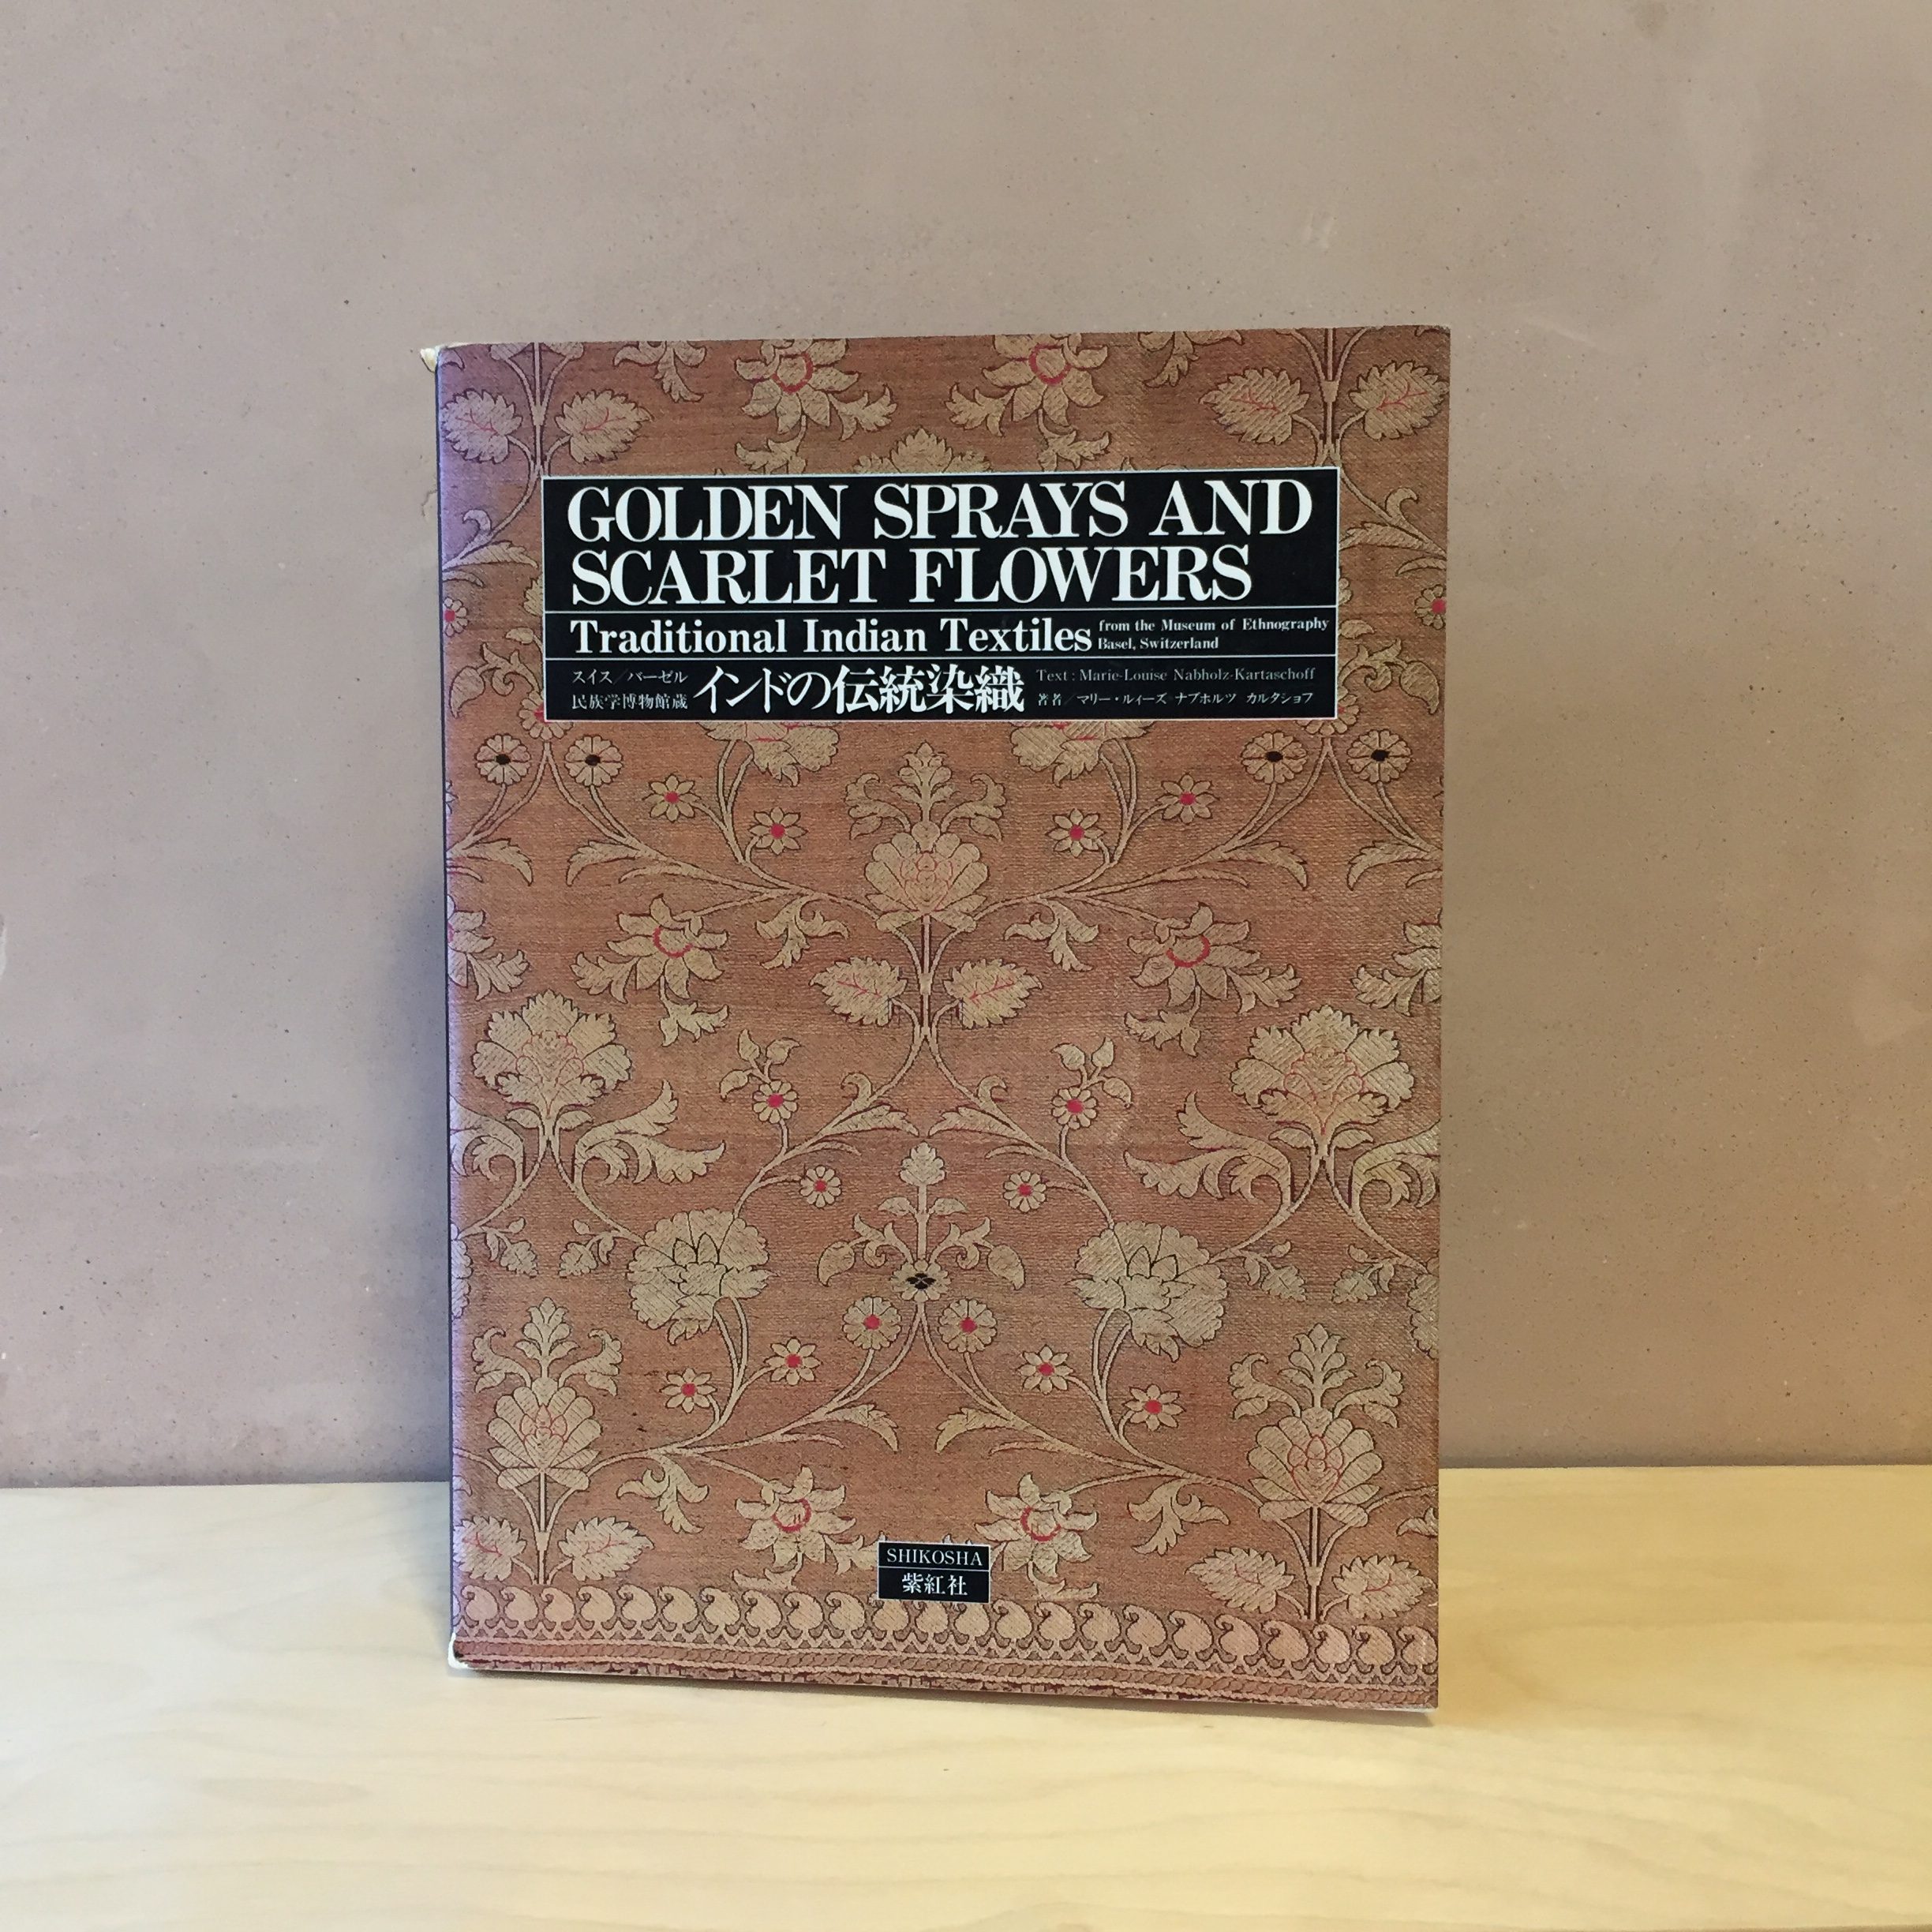 GOLDEN SPRAYS AND
SCARLET FLOWERS
Traditional Indian Textiles
from the Museum of Ethnography
Basel, Switzerland
スイス／バーゼル
民族学博物館蔵
インドの伝統染織
Text : Marie-Louise Nabholz-Kartaschoff
著者／マリー・ルィーズ ナブホルツ カルタショフ
SHIKOSHA
紫紅社